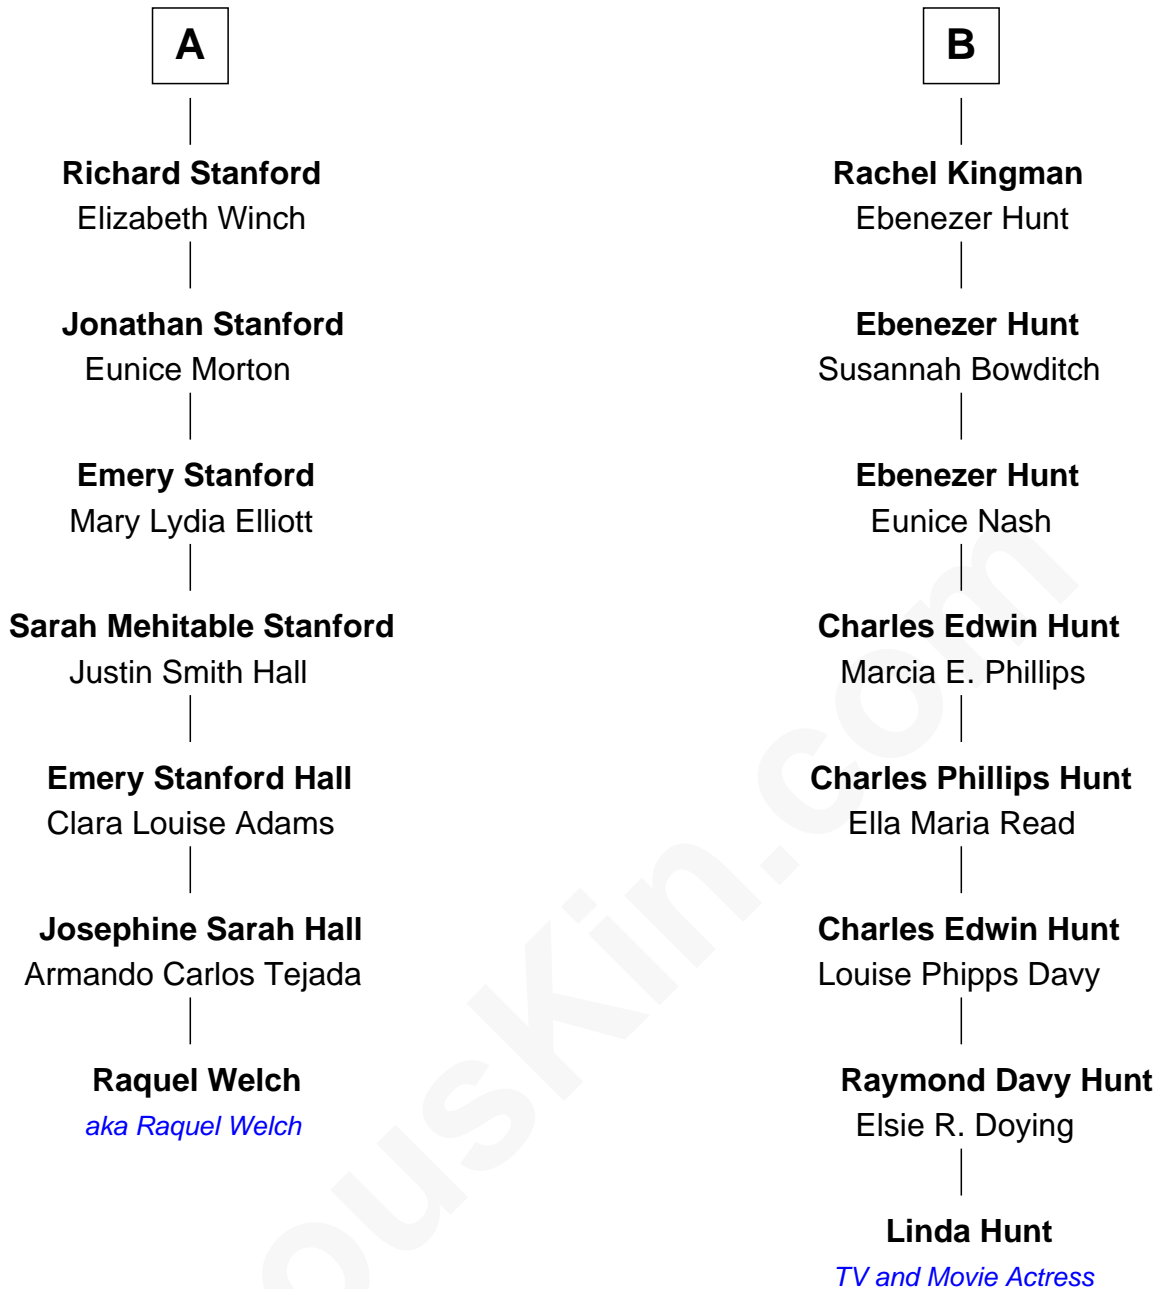 A
Richard Stanford
Elizabeth Winch
Jonathan Stanford
Eunice Morton
Emery Stanford
Mary Lydia Elliott
Sarah Mehitable Stanford
Justin Smith Hall
Emery Stanford Hall
Clara Louise Adams
Josephine Sarah Hall
Armando Carlos Tejada
Raquel Welch
aka Raquel Welch
B
Rachel Kingman
Ebenezer Hunt
Ebenezer Hunt
Susannah Bowditch
Ebenezer Hunt
Eunice Nash
Charles Edwin Hunt
Marcia E. Phillips
Charles Phillips Hunt
Ella Maria Read
Charles Edwin Hunt
Louise Phipps Davy
Raymond Davy Hunt
Elsie R. Doying
Linda Hunt
TV and Movie Actress
ousKin.com